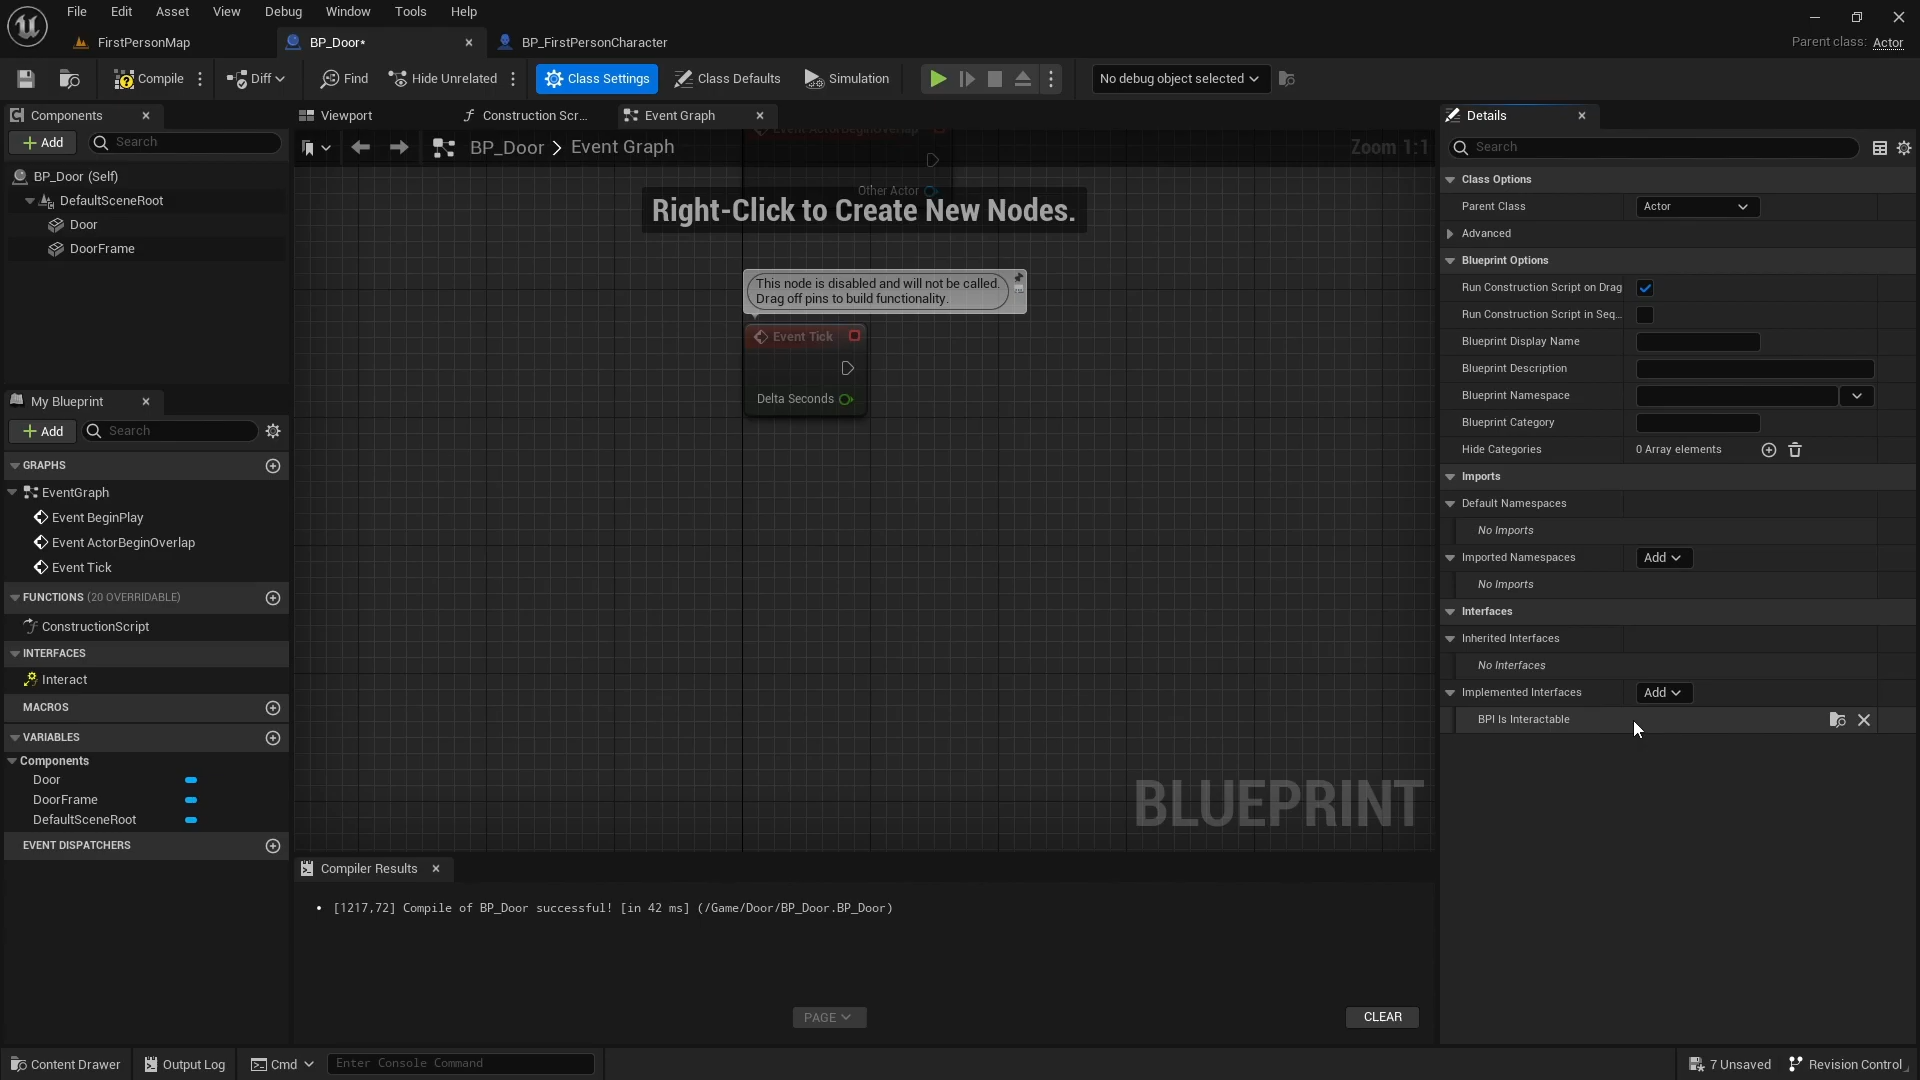 File Edit Asset View Debug Window Tools Help
FirstPersonMap
BP_Door*
BP_FirstPersonCharacter
Parent class: Actor
Compile
Diff
Find
Hide Unrelated
Class Settings
Class Defaults
Simulation
No debug object selected
Components
Add
Search
BP_Door (Self)
DefaultSceneRoot
Door
DoorFrame
My Blueprint
Add
Search
GRAPHS
EventGraph
Event BeginPlay
Event ActorBeginOverlap
Event Tick
FUNCTIONS (20 OVERRIDABLE)
ConstructionScript
INTERFACES
Interact
MACROS
VARIABLES
Components
Door
DoorFrame
DefaultSceneRoot
EVENT DISPATCHERS
Viewport
Construction Scr...
Event Graph
BP_Door > Event Graph
Zoom 1:1
Event ActorBeginOverlap
Other Actor
Right-Click to Create New Nodes.
This node is disabled and will not be called.
Drag off pins to build functionality.
Event Tick
Delta Seconds
BLUEPRINT
Compiler Results
[1217,72] Compile of BP_Door successful! [in 42 ms] (/Game/Door/BP_Door.BP_Door)
PAGE
CLEAR
Details
Search
Class Options
Parent Class
Actor
Advanced
Blueprint Options
Run Construction Script on Drag
Run Construction Script in Seq...
Blueprint Display Name
Blueprint Description
Blueprint Namespace
Blueprint Category
Hide Categories
0 Array elements
Imports
Default Namespaces
No Imports
Imported Namespaces
Add
No Imports
Interfaces
Inherited Interfaces
No Interfaces
Implemented Interfaces
Add
BPI Is Interactable
Content Drawer
Output Log
Cmd
Enter Console Command
7 Unsaved
Revision Control